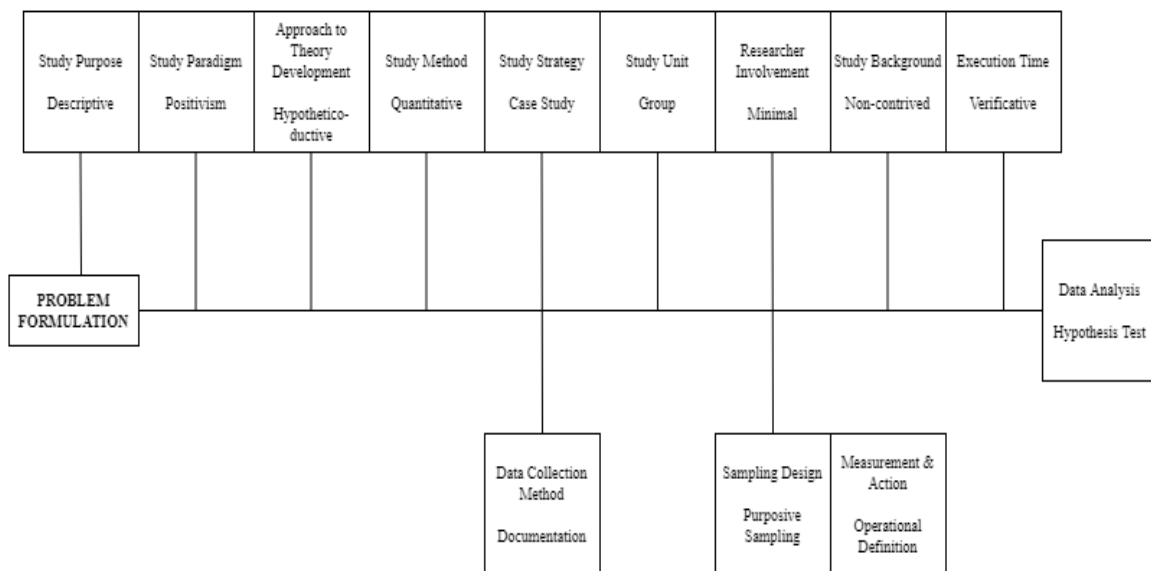 Study Purpose
Descriptive
Study Paradigm
Positivism
Approach to
Theory
Development
Hypothetico-
ductive
Study Method
Quantitative
Study Strategy
Case Study
Study Unit
Group
Researcher
Involvement
Minimal
Study Background
Non-contrived
Execution Time
Verificative
PROBLEM
FORMULATION
Data Analysis
Hypothesis Test
Data Collection
Method
Documentation
Sampling Design
Purposive
Sampling
Measurement &
Action
Operational
Definition